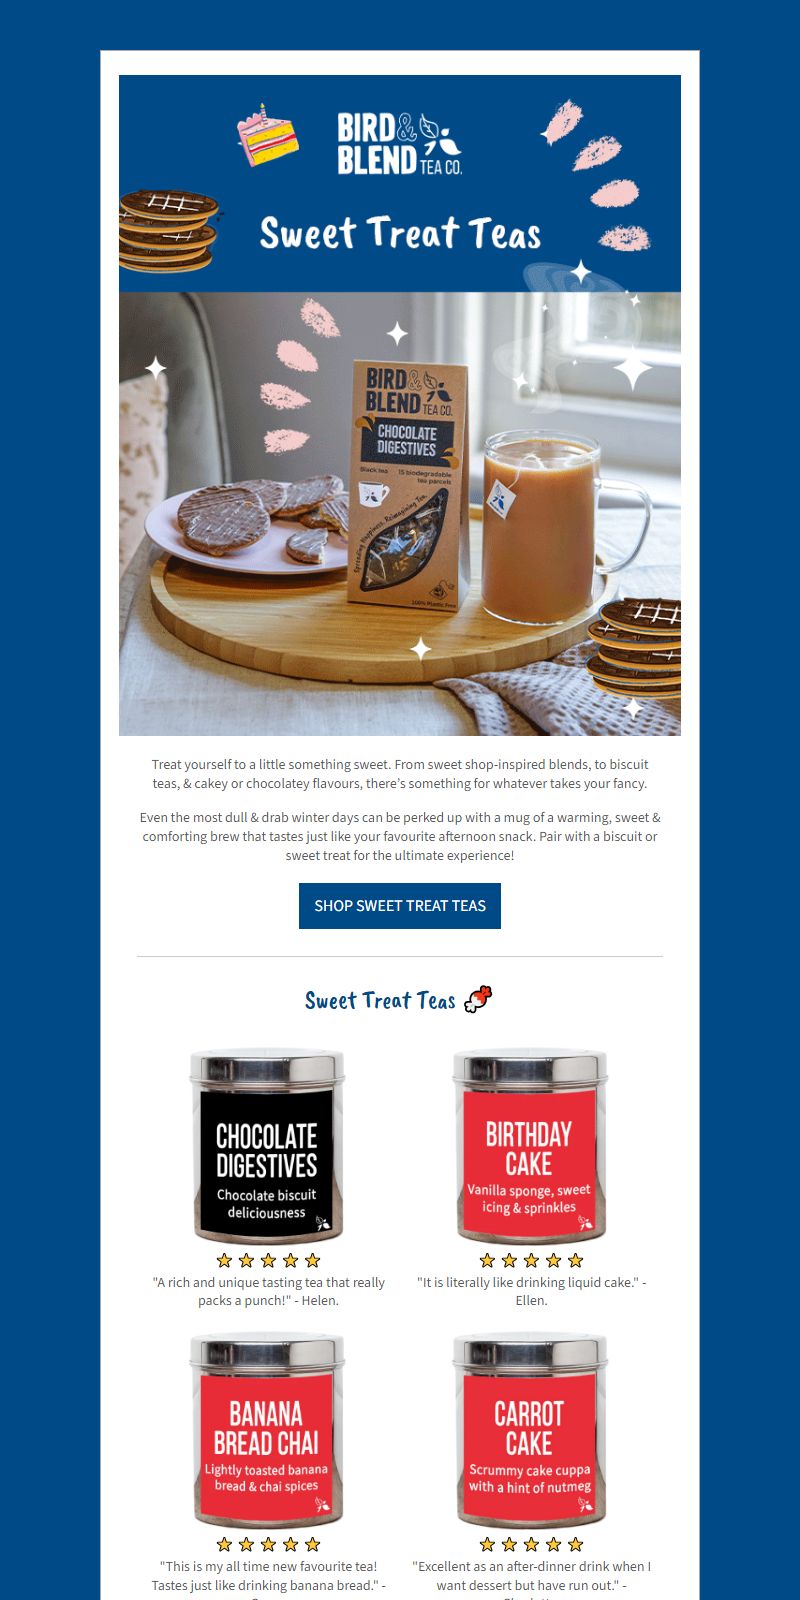 BIRD & BLEND TEA CO.
Sweet Treat Teas
BIRD & BLEND TEA CO.
CHOCOLATE
DIGESTIVES
Black tea
15 biodegradable
tea parcels
Spreading Happiness. Reimagining Tea.
100% Plastic Free
Treat yourself to a little something sweet. From sweet shop-inspired blends, to biscuit
teas, & cakey or chocolatey flavours, there's something for whatever takes your fancy.
Even the most dull & drab winter days can be perked up with a mug of a warming, sweet &
comforting brew that tastes just like your favourite afternoon snack. Pair with a biscuit or
sweet treat for the ultimate experience!
SHOP SWEET TREAT TEAS
Sweet Treat Teas
CHOCOLATE
DIGESTIVES
Chocolate biscuit
deliciousness
"A rich and unique tasting tea that really
packs a punch!" - Helen.
BIRTHDAY
CAKE
Vanilla sponge, sweet
icing & sprinkles
"It is literally like drinking liquid cake." -
Ellen.
BANANA
BREAD CHAI
Lightly toasted banana
bread & chai spices
"This is my all time new favourite tea!
Tastes just like drinking banana bread." -
CARROT
CAKE
Scrummy cake cuppa
with a hint of nutmeg
"Excellent as an after-dinner drink when I
want dessert but have run out." -